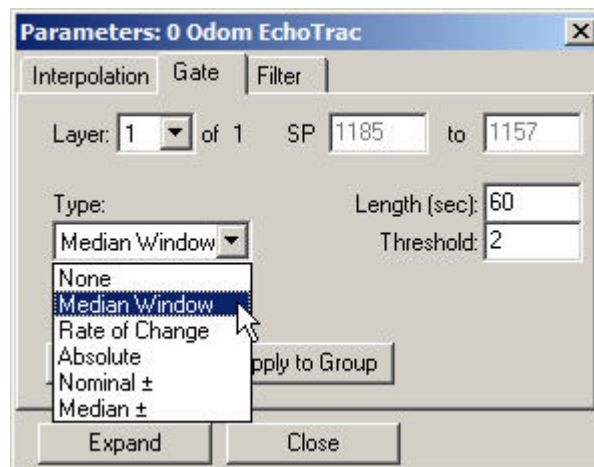 Parameters: 0 Odom EchoTrac
Interpolation Gate Filter
Layer: 1 of 1 SP 1185 to 1157
Type: Length (sec): 60
Median Window Threshold: 2
None
Median Window
Rate of Change
Absolute
Nominal ±
Median ±
to Group
Expand Close